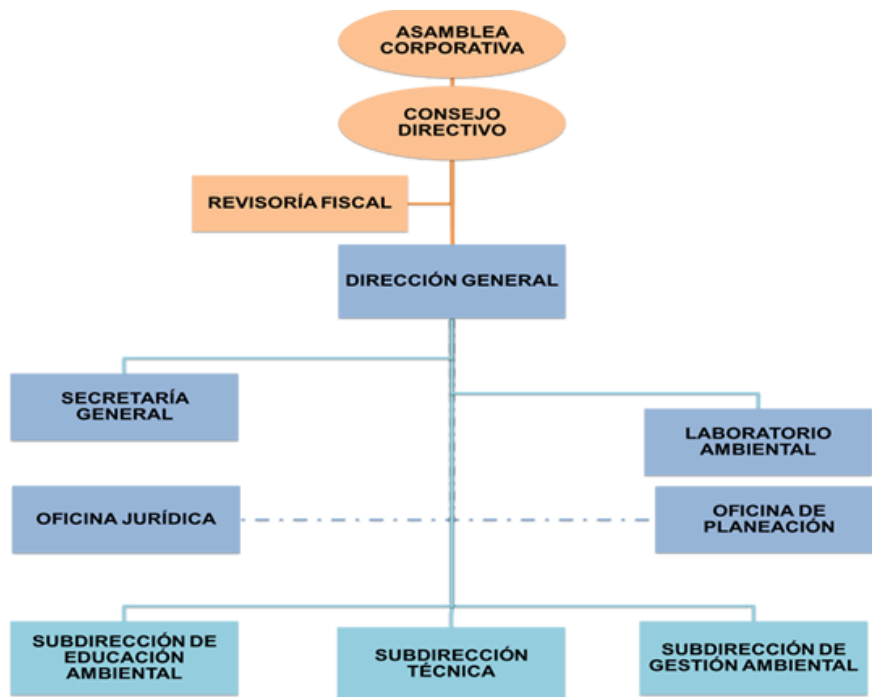 ASAMBLEA
CORPORATIVA
CONSEJO
DIRECTIVO
REVISORÍA FISCAL
DIRECCIÓN GENERAL
SECRETARÍA
GENERAL
LABORATORIO
AMBIENTAL
OFICINA JURÍDICA
OFICINA DE
PLANEACIÓN
SUBDIRECCIÓN DE
EDUCACIÓN
AMBIENTAL
SUBDIRECCIÓN
TÉCNICA
SUBDIRECCIÓN DE
GESTIÓN AMBIENTAL